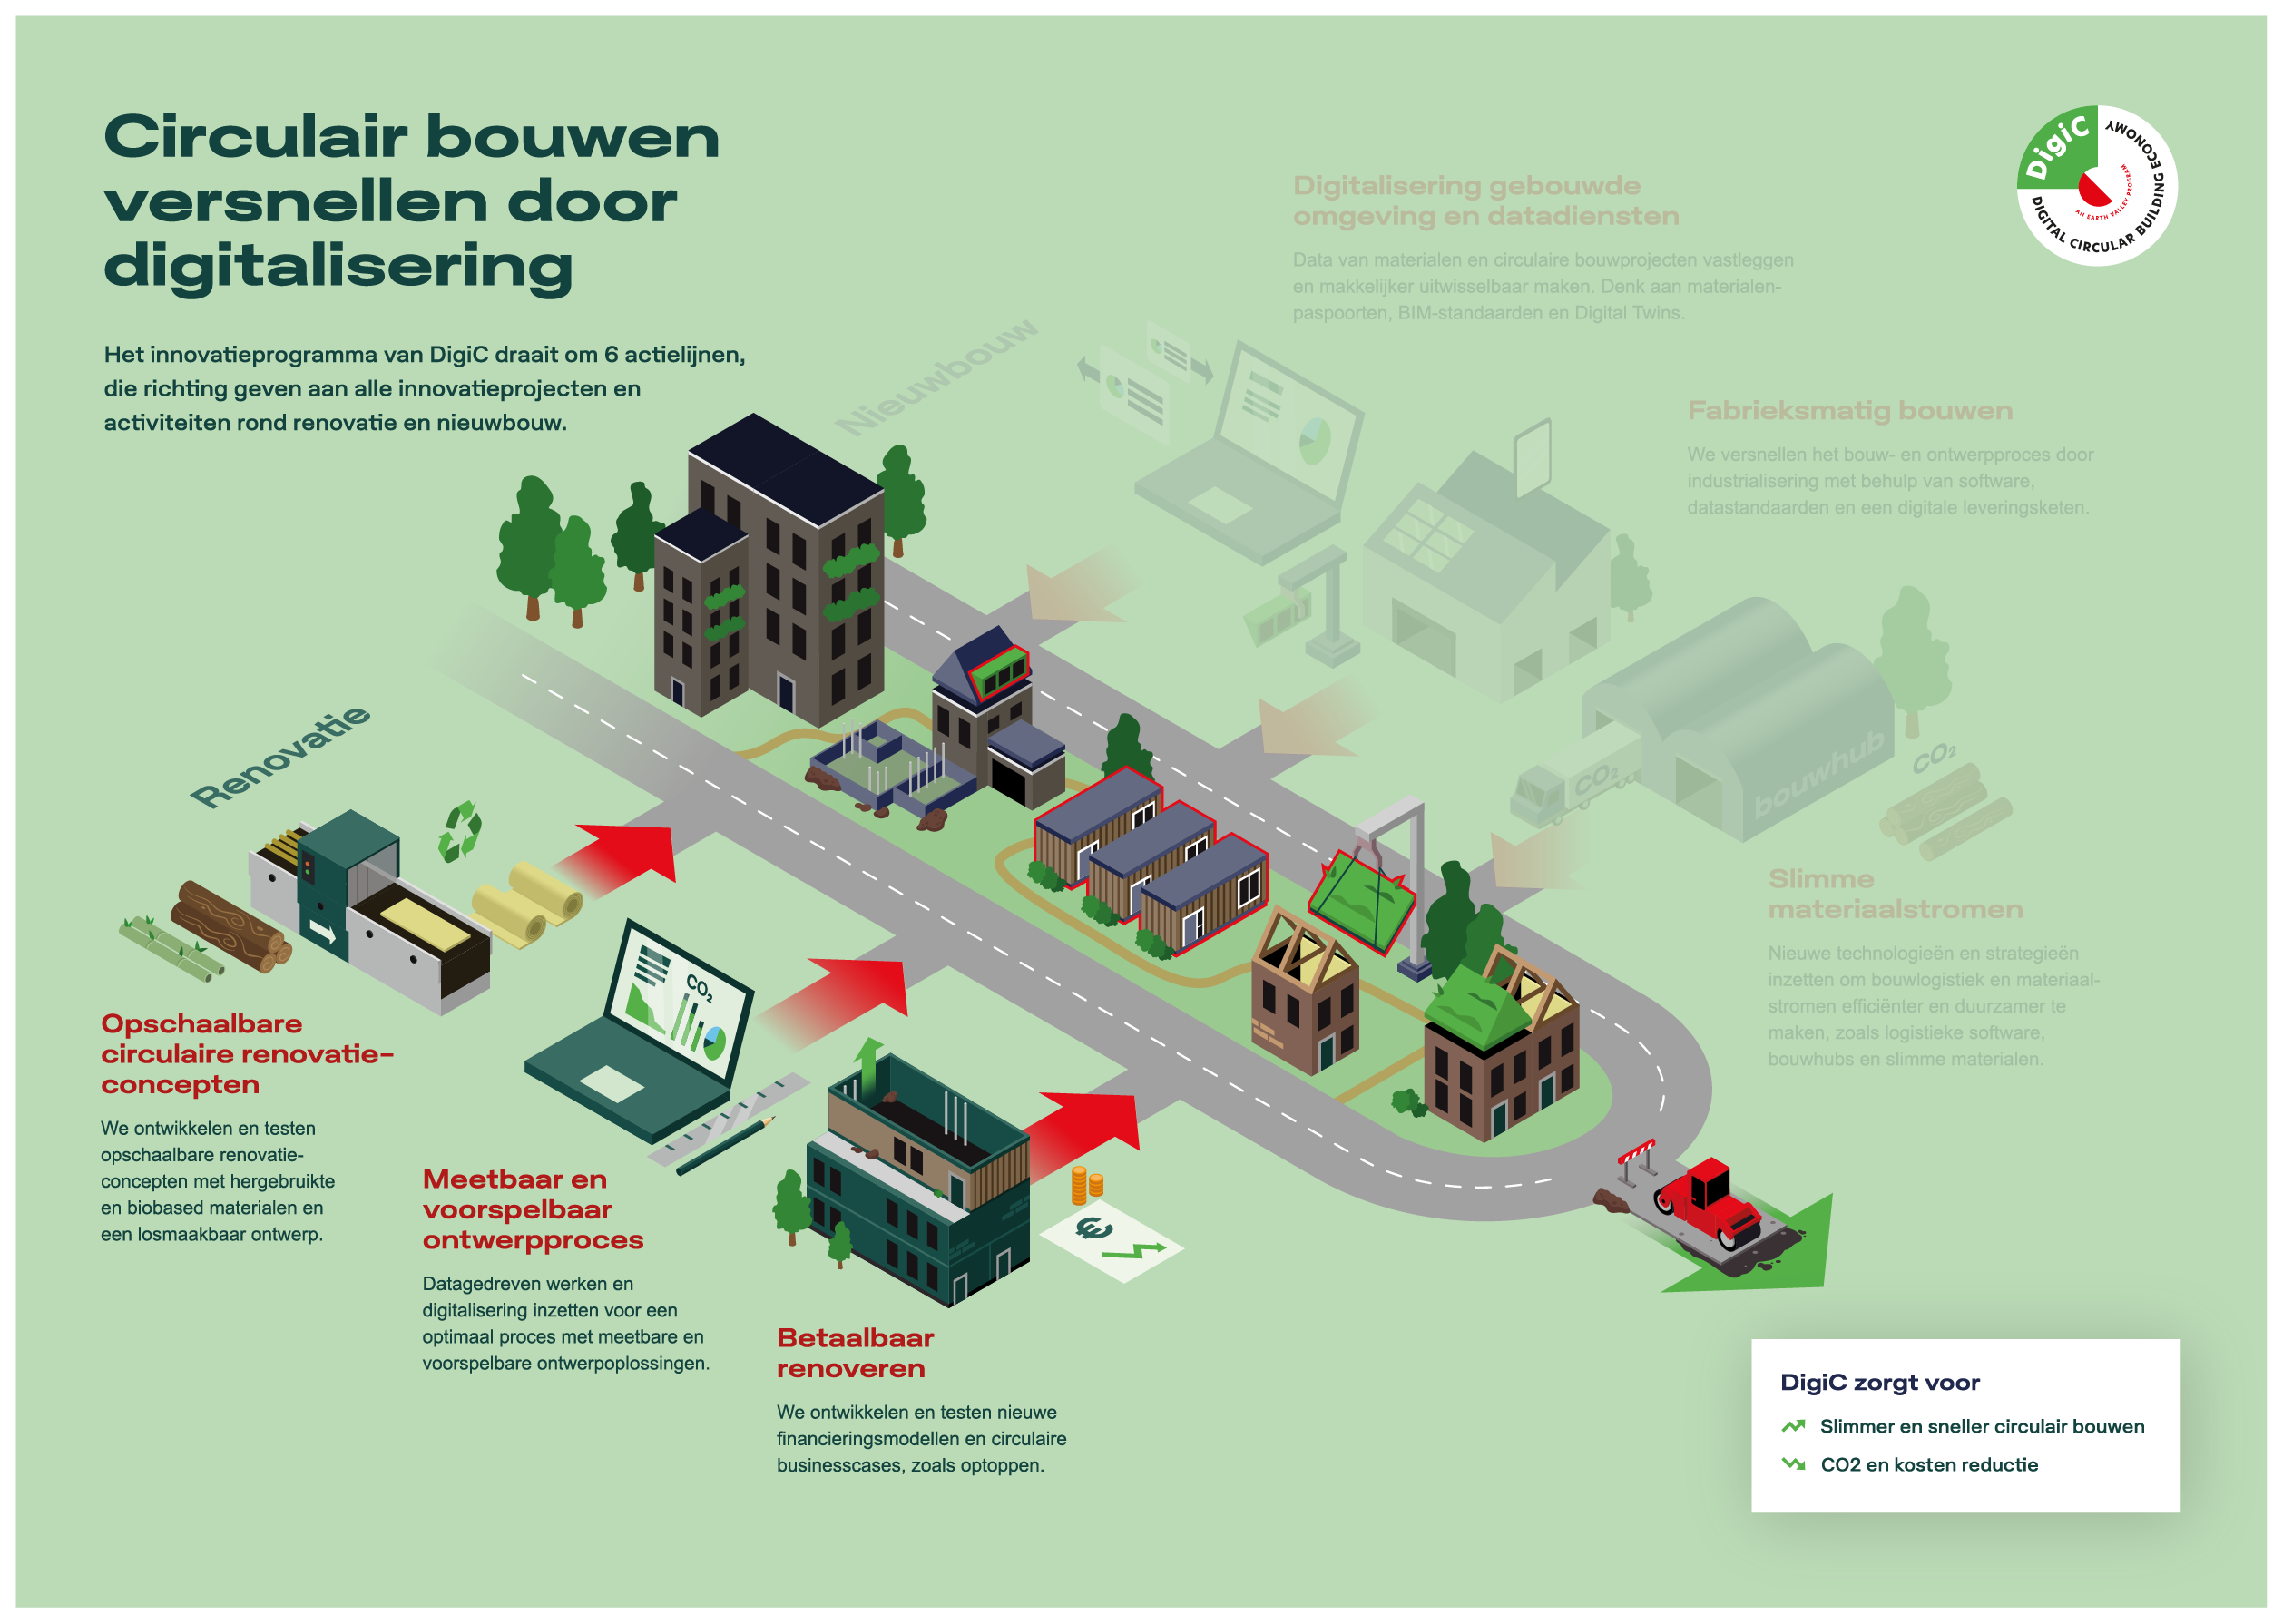 Circulair bouwen
versnellen door
digitalisering
Het innovatieprogramma van DigiC draait om 6 actielijnen,
die richting geven aan alle innovatieprojecten en
activiteiten rond renovatie en nieuwbouw.
DigiC
DIGITAL CIRCULAR BUILDING ECONOMY
AN EARTH VALLEY PROGRAM
Nieuwbouw
Digitalisering gebouwde
omgeving en datadiensten
Data van materialen en circulaire bouwprojecten vastleggen
en makkelijker uitwisselbaar maken. Denk aan materialen-
paspoorten, BIM-standaarden en Digital Twins.
Fabrieksmatig bouwen
We versnellen het bouw- en ontwerpproces door
industrialisering met behulp van software,
datastandaarden en een digitale leveringsketen.
CO2
bouwhub
CO2
Slimme
materiaalstromen
Nieuwe technologieën en strategieën
inzetten om bouwlogistiek en materiaal-
stromen efficiënter en duurzamer te
maken, zoals logistieke software,
bouwhubs en slimme materialen.
Renovatie
Opschaalbare
circulaire renovatie-
concepten
We ontwikkelen en testen
opschaalbare renovatie-
concepten met hergebruikte
en biobased materialen en
een losmaakbaar ontwerp.
CO2
Meetbaar en
voorspelbaar
ontwerpproces
Datagedreven werken en
digitalisering inzetten voor een
optimaal proces met meetbare en
voorspelbare ontwerpoplossingen.
€
Betaalbaar
renoveren
We ontwikkelen en testen nieuwe
financieringsmodellen en circulaire
businesscases, zoals optoppen.
DigiC zorgt voor
Slimmer en sneller circulair bouwen
CO2 en kosten reductie